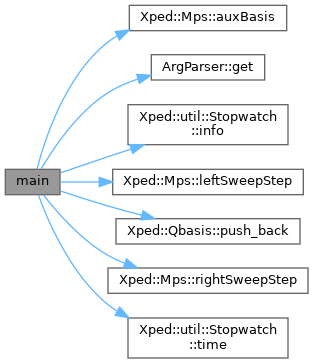 Xped::Mps::auxBasis
ArgParser::get
Xped::util::Stopwatch
::info
main
Xped::Mps::leftSweepStep
Xped::Qbasis::push_back
Xped::Mps::rightSweepStep
Xped::util::Stopwatch
::time